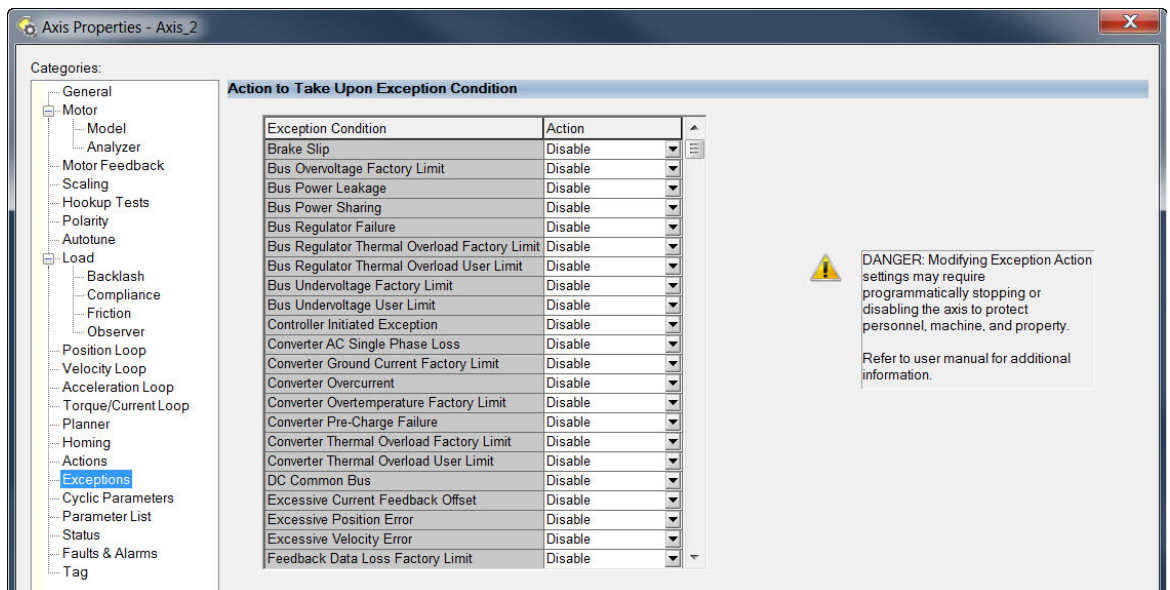 Axis Properties - Axis_2
X
Categories:
General
Motor
Model
Analyzer
Motor Feedback
Scaling
Hookup Tests
Polarity
Autotune
Load
Backlash
Compliance
Friction
Observer
Position Loop
Velocity Loop
Acceleration Loop
Torque/Current Loop
Planner
Homing
Actions
Exceptions
Cyclic Parameters
Parameter List
Status
Faults & Alarms
Tag
Action to Take Upon Exception Condition
Exception Condition Action
Brake Slip Disable
Bus Overvoltage Factory Limit Disable
Bus Power Leakage Disable
Bus Power Sharing Disable
Bus Regulator Failure Disable
Bus Regulator Thermal Overload Factory Limit Disable
Bus Regulator Thermal Overload User Limit Disable
Bus Undervoltage Factory Limit Disable
Bus Undervoltage User Limit Disable
Controller Initiated Exception Disable
Converter AC Single Phase Loss Disable
Converter Ground Current Factory Limit Disable
Converter Overcurrent Disable
Converter Overtemperature Factory Limit Disable
Converter Pre-Charge Failure Disable
Converter Thermal Overload Factory Limit Disable
Converter Thermal Overload User Limit Disable
DC Common Bus Disable
Excessive Current Feedback Offset Disable
Excessive Position Error Disable
Excessive Velocity Error Disable
Feedback Data Loss Factory Limit Disable
DANGER: Modifying Exception Action
settings may require
programmatically stopping or
disabling the axis to protect
personnel, machine, and property.
Refer to user manual for additional
information.